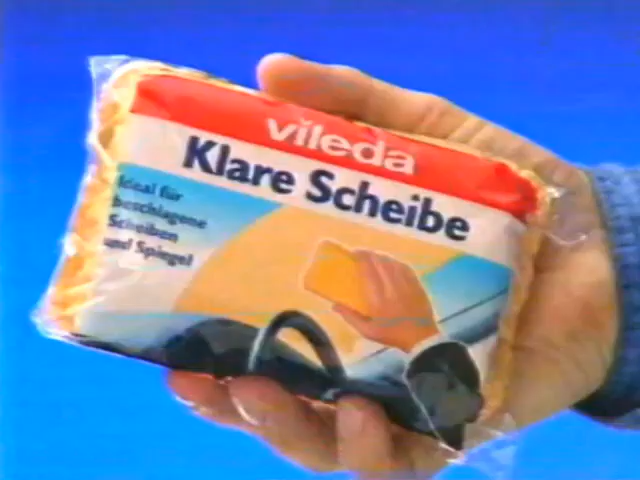 vileda
Klare Scheibe
Ideal für
beschlagene
Scheiben
und Spiegel